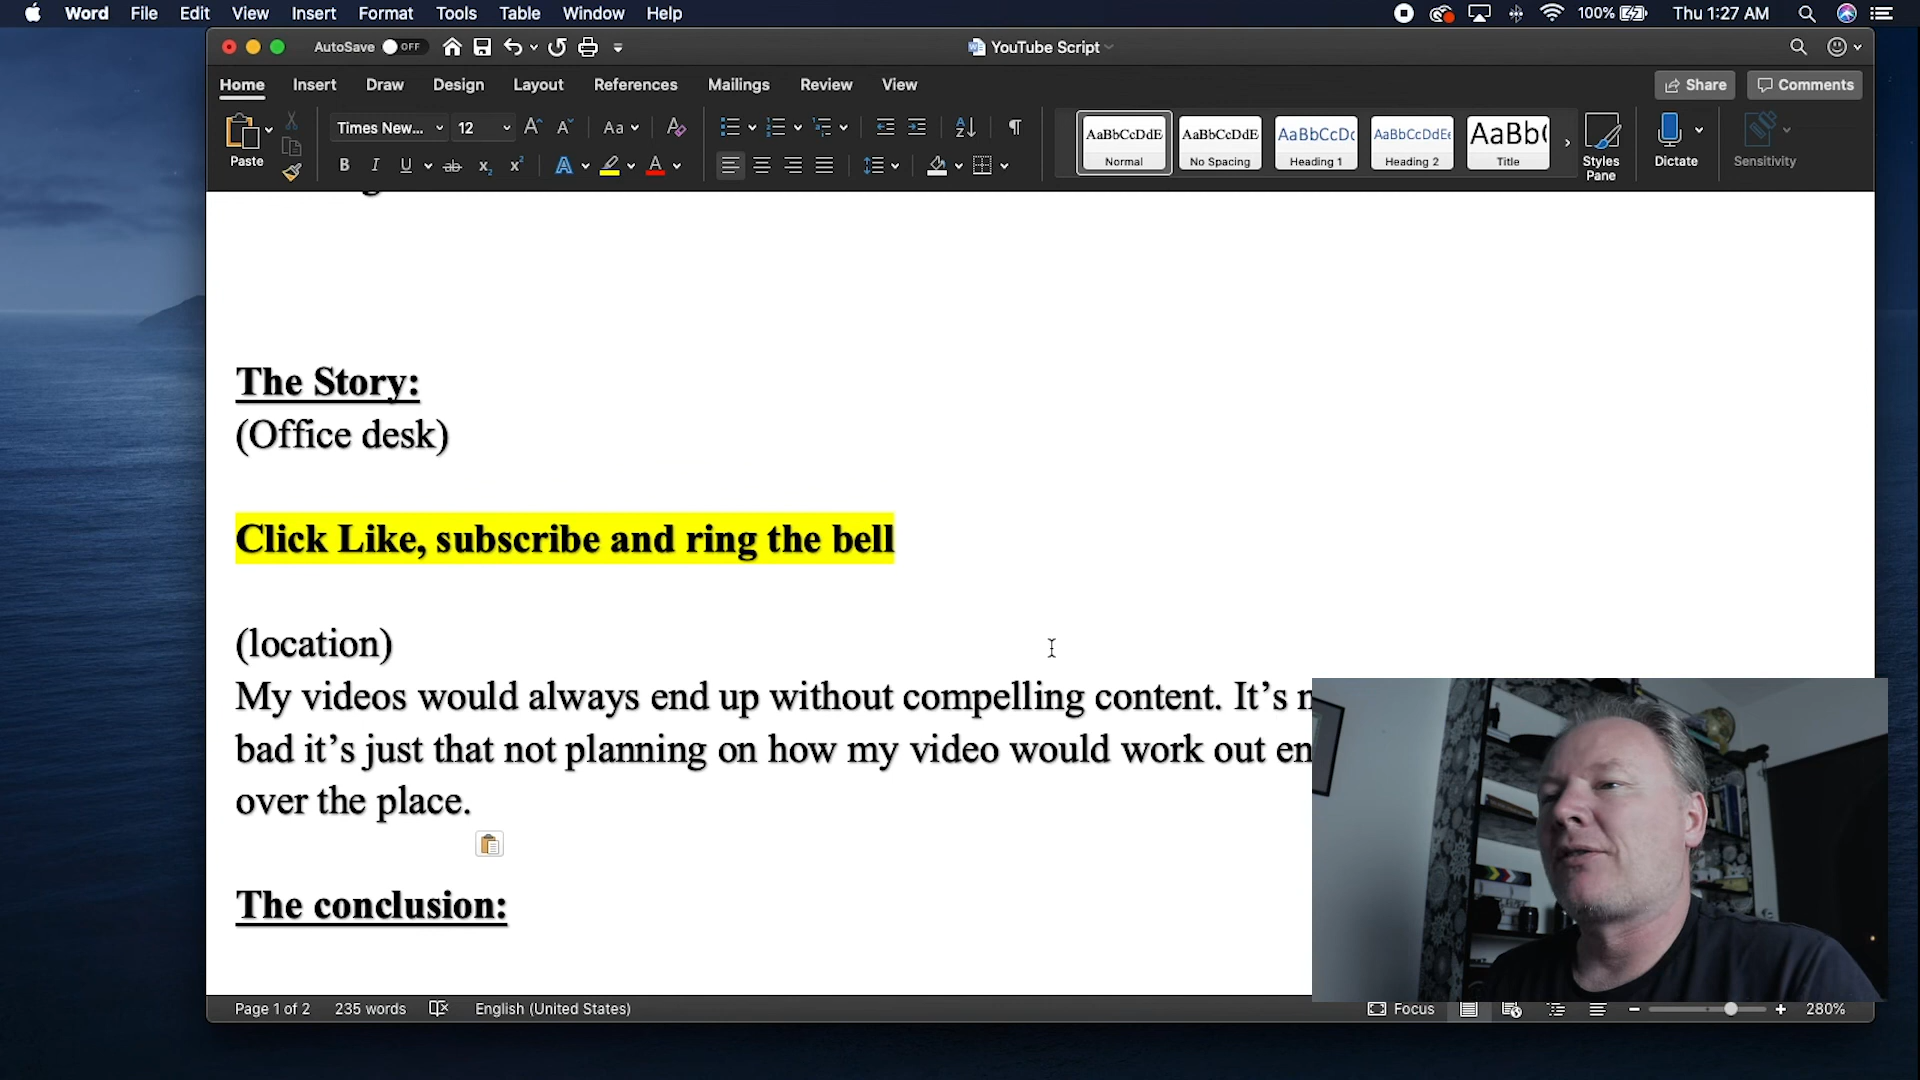 Word File Edit View Insert Format Tools Table Window Help 100% Thu 1:27 AM
AutoSave OFF YouTube Script
Home Insert Draw Design Layout References Mailings Review View Share Comments
Paste Times New... 12 Aa AaBbCcDdE Normal AaBbCcDdE No Spacing AaBbCcDc Heading 1 AaBbCcDdEe Heading 2 AaBb( Title Styles Pane Dictate Sensitivity
The Story:
(Office desk)
Click Like, subscribe and ring the bell
(location)
My videos would always end up without compelling content. It’s
bad it’s just that not planning on how my video would work out
over the place.
The conclusion:
Page 1 of 2 235 words English (United States) Focus 280%